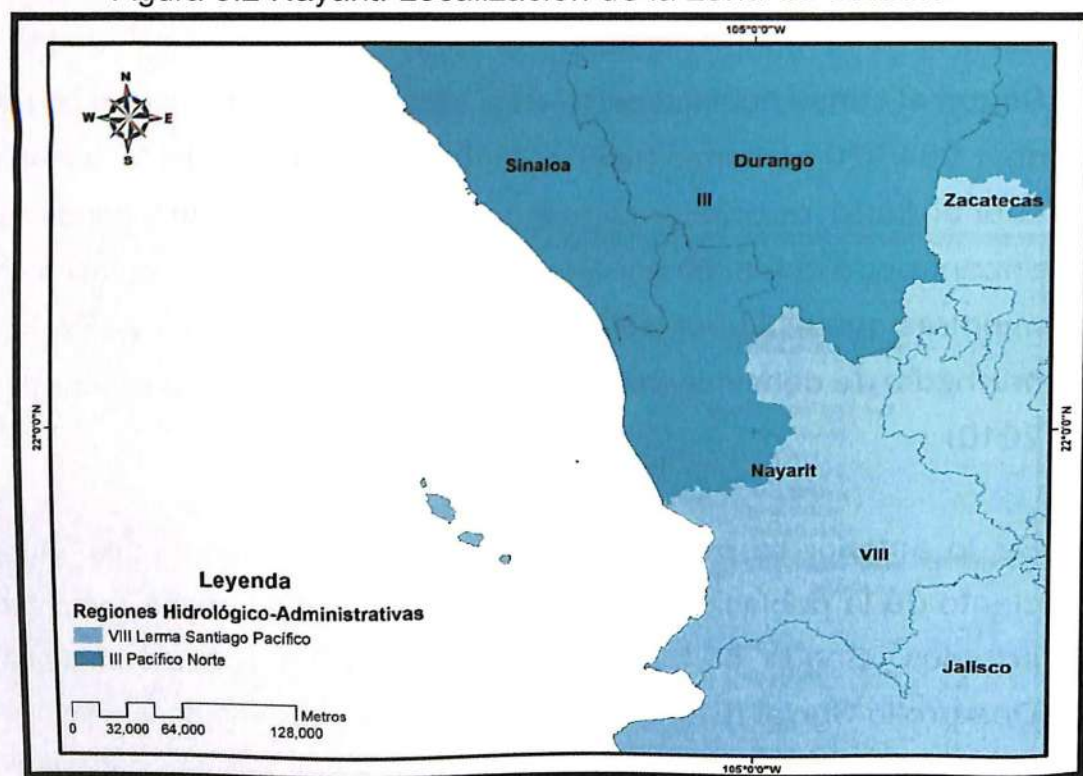 105°0'0"W
N
W E
S
Sinaloa
Durango
III
Zacatecas
22°0'0"N
22°0'0"N
Nayarit
VIII
Leyenda
Regiones Hidrológico-Administrativas
VIII Lerma Santiago Pacífico
III Pacífico Norte
Jalisco
Metros
0 32,000 64,000 128,000
105°0'0"W